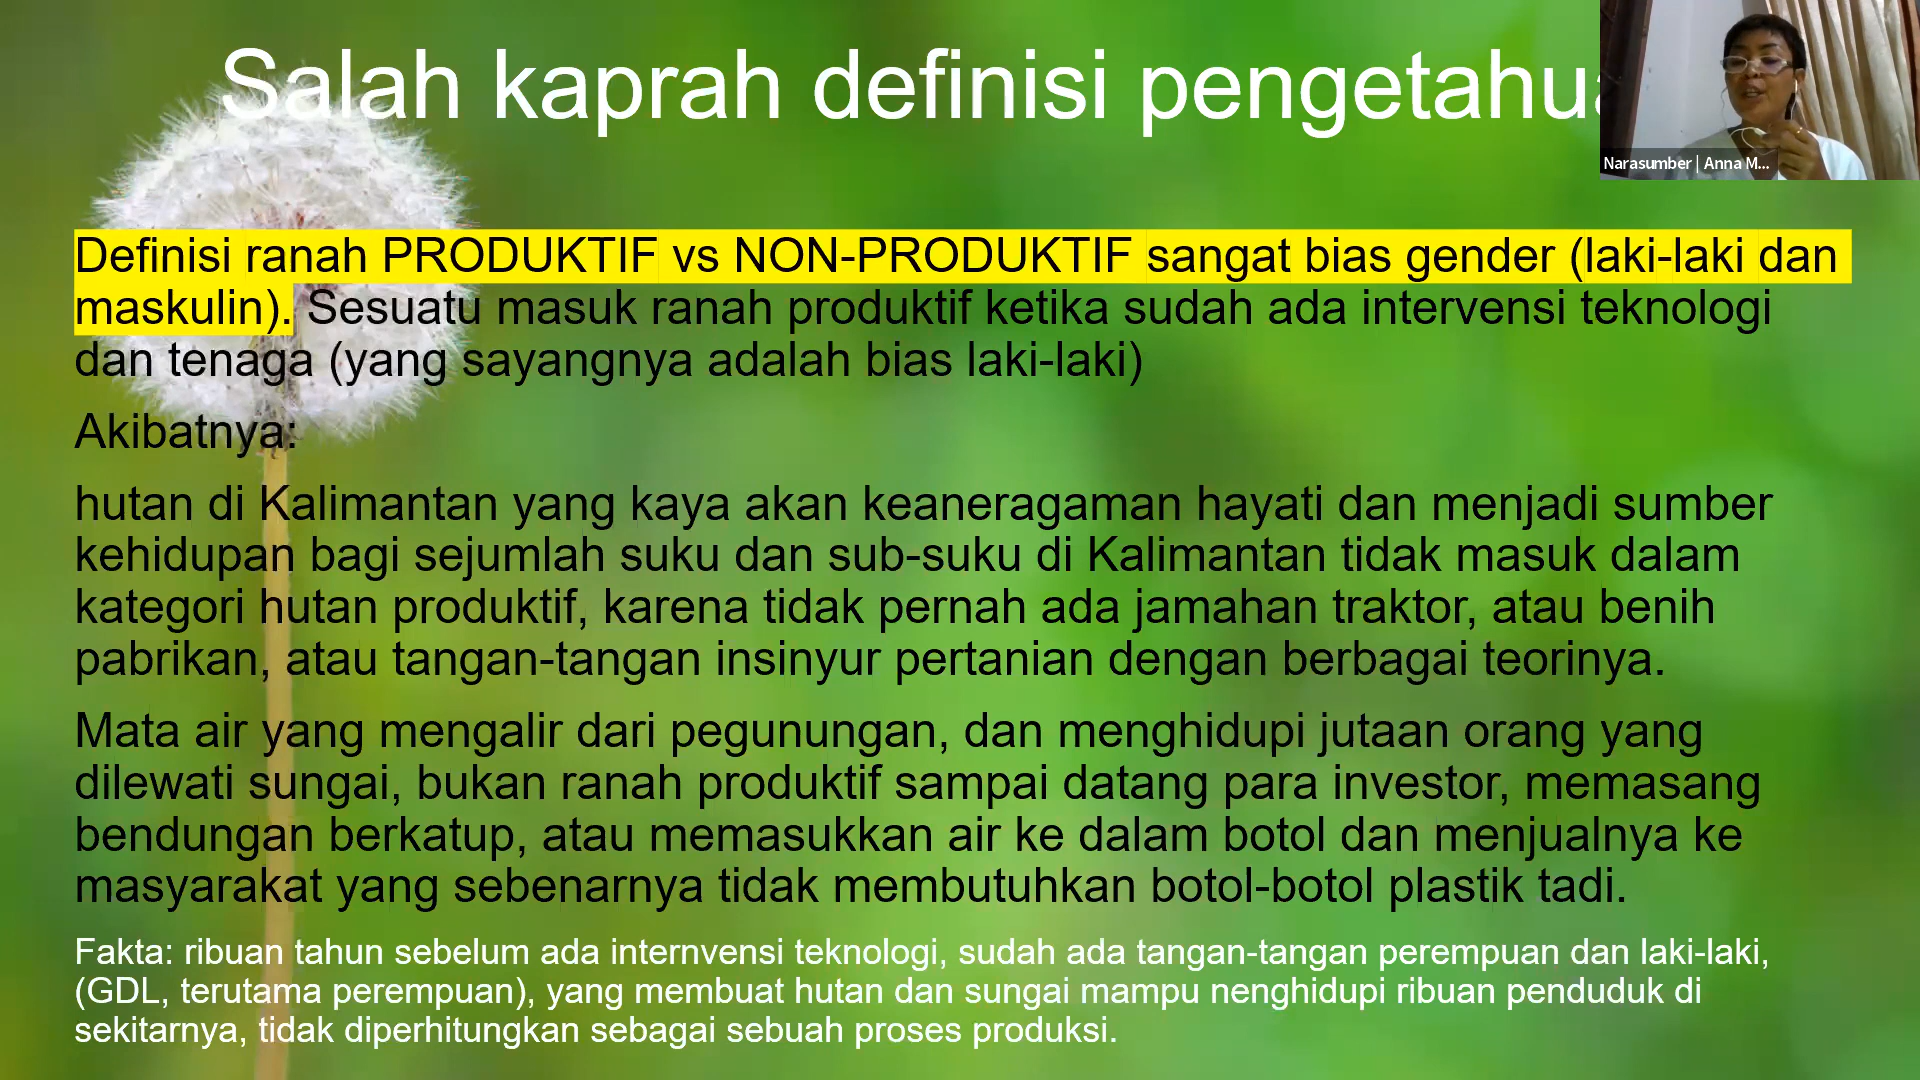 Salah kaprah definisi pengetahua
Narasumber | Anna M...
Definisi ranah PRODUKTIF vs NON-PRODUKTIF sangat bias gender (laki-laki dan
maskulin). Sesuatu masuk ranah produktif ketika sudah ada intervensi teknologi
dan tenaga (yang sayangnya adalah bias laki-laki)
Akibatnya:
hutan di Kalimantan yang kaya akan keaneragaman hayati dan menjadi sumber
kehidupan bagi sejumlah suku dan sub-suku di Kalimantan tidak masuk dalam
kategori hutan produktif, karena tidak pernah ada jamahan traktor, atau benih
pabrikan, atau tangan-tangan insinyur pertanian dengan berbagai teorinya.
Mata air yang mengalir dari pegunungan, dan menghidupi jutaan orang yang
dilewati sungai, bukan ranah produktif sampai datang para investor, memasang
bendungan berkatup, atau memasukkan air ke dalam botol dan menjualnya ke
masyarakat yang sebenarnya tidak membutuhkan botol-botol plastik tadi.
Fakta: ribuan tahun sebelum ada internvensi teknologi, sudah ada tangan-tangan perempuan dan laki-laki,
(GDL, terutama perempuan), yang membuat hutan dan sungai mampu nenghidupi ribuan penduduk di
sekitarnya, tidak diperhitungkan sebagai sebuah proses produksi.